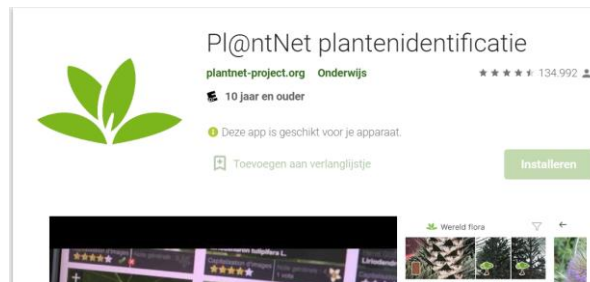 Pl@ntNet plantenidentificatie
plantnet-project.org Onderwijs 134.992
10 jaar en ouder
Deze app is geschikt voor je apparaat.
Toevoegen aan verlanglijstje
Installeren
Wereld flora
tulipifera L.